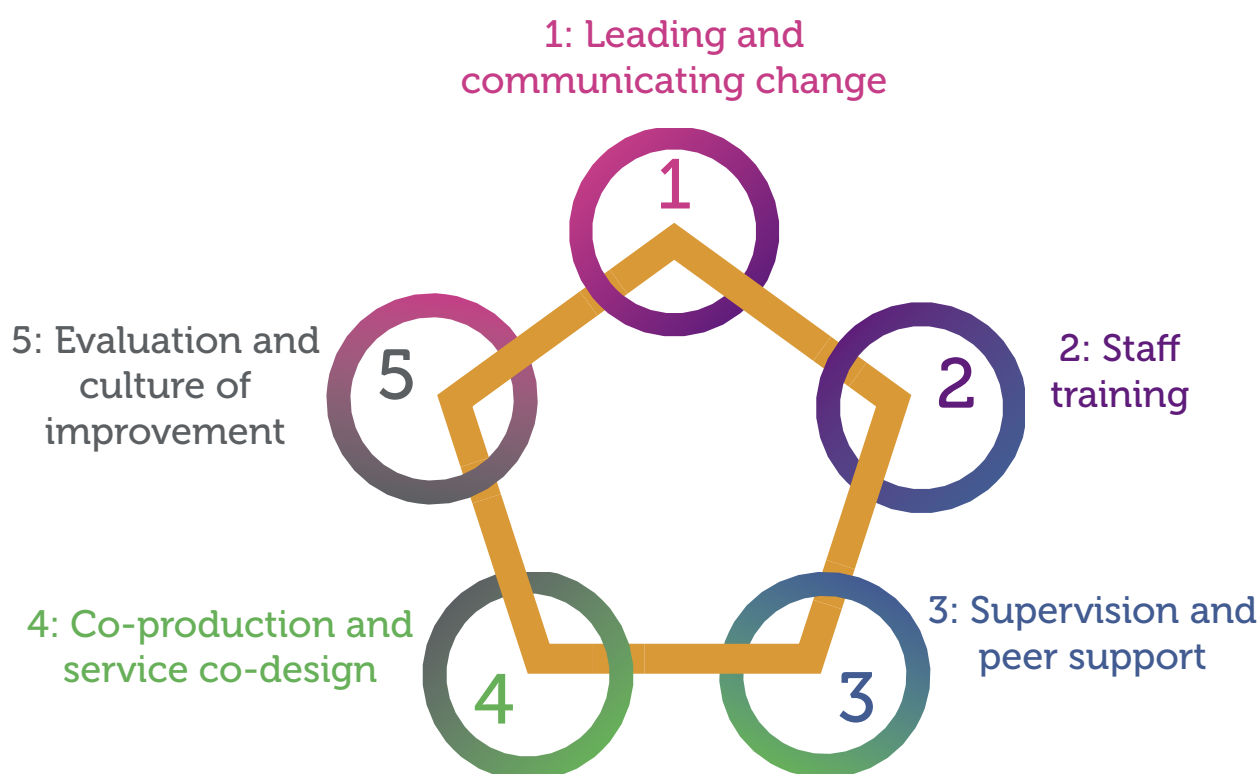 1: Leading and
communicating change
1
2
2: Staff
training
5: Evaluation and
culture of
improvement
5
3: Supervision and
peer support
3
4: Co-production and
service co-design
4